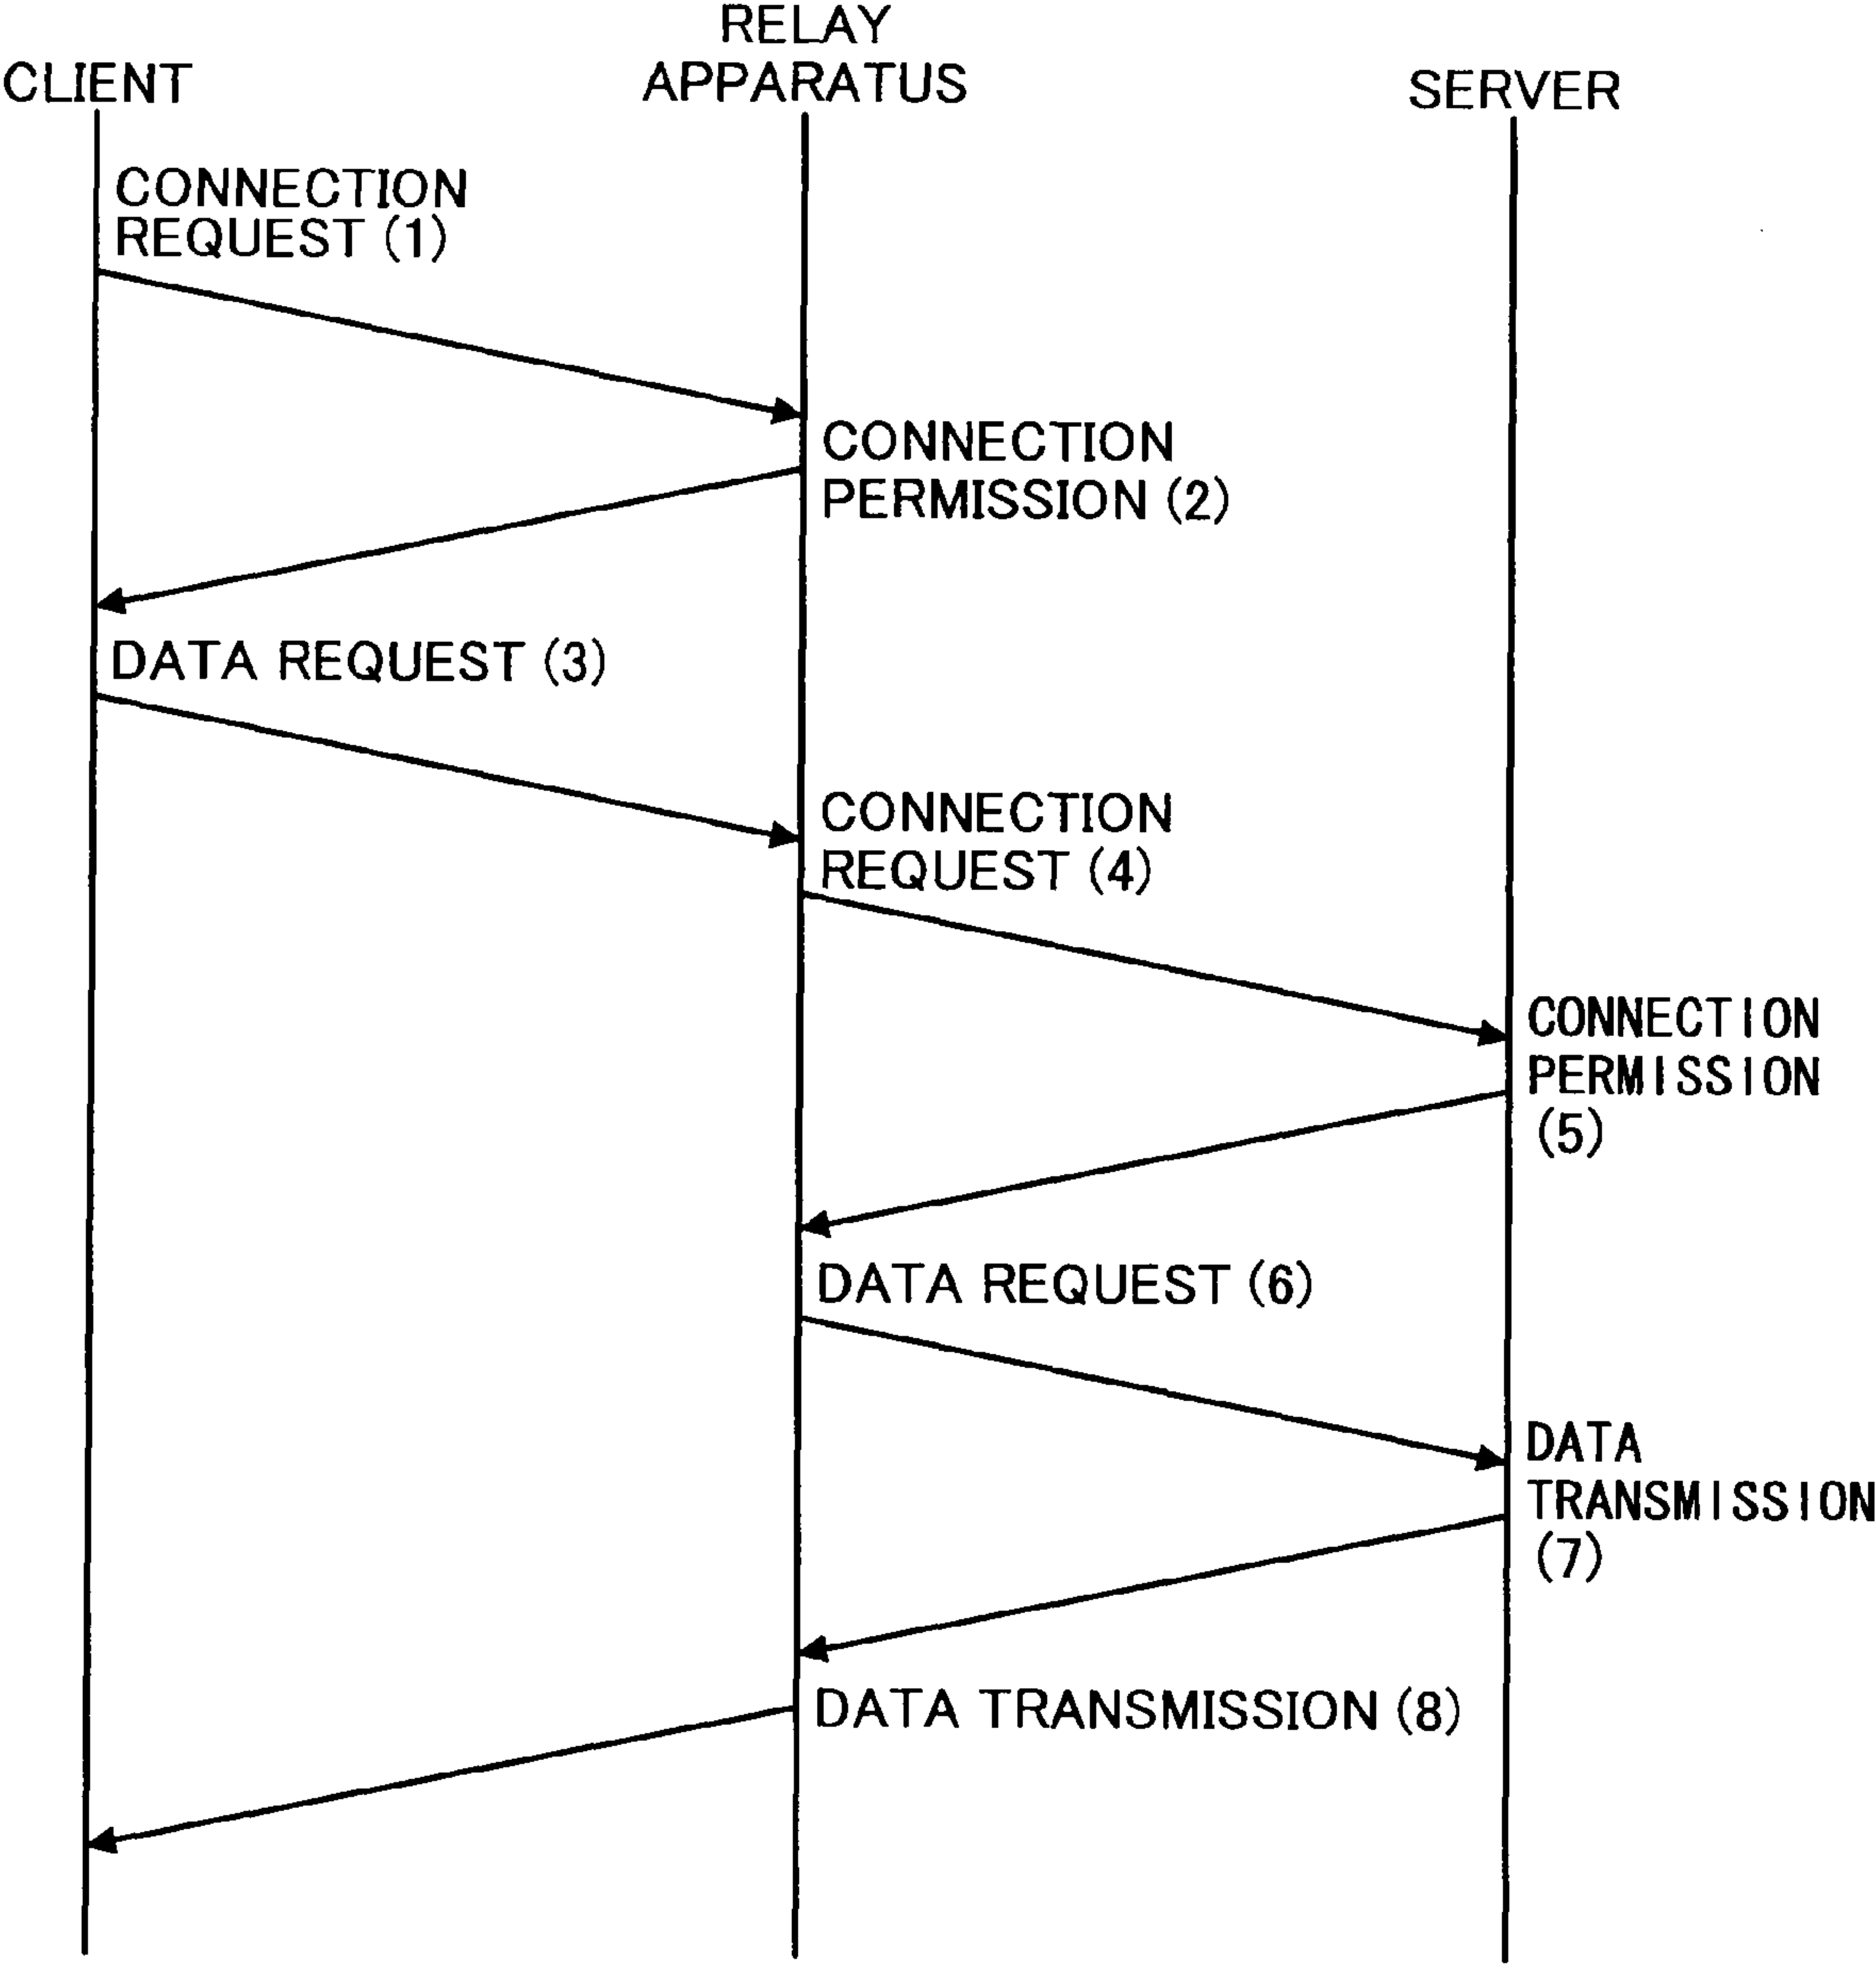 CLIENT
RELAY
APPARATUS
SERVER
CONNECTION
REQUEST (1)
CONNECTION
PERMISSION (2)
DATA REQUEST (3)
CONNECTION
REQUEST (4)
CONNECTION
PERMISSION
(5)
DATA REQUEST (6)
DATA
TRANSMISSION
(7)
DATA TRANSMISSION (8)